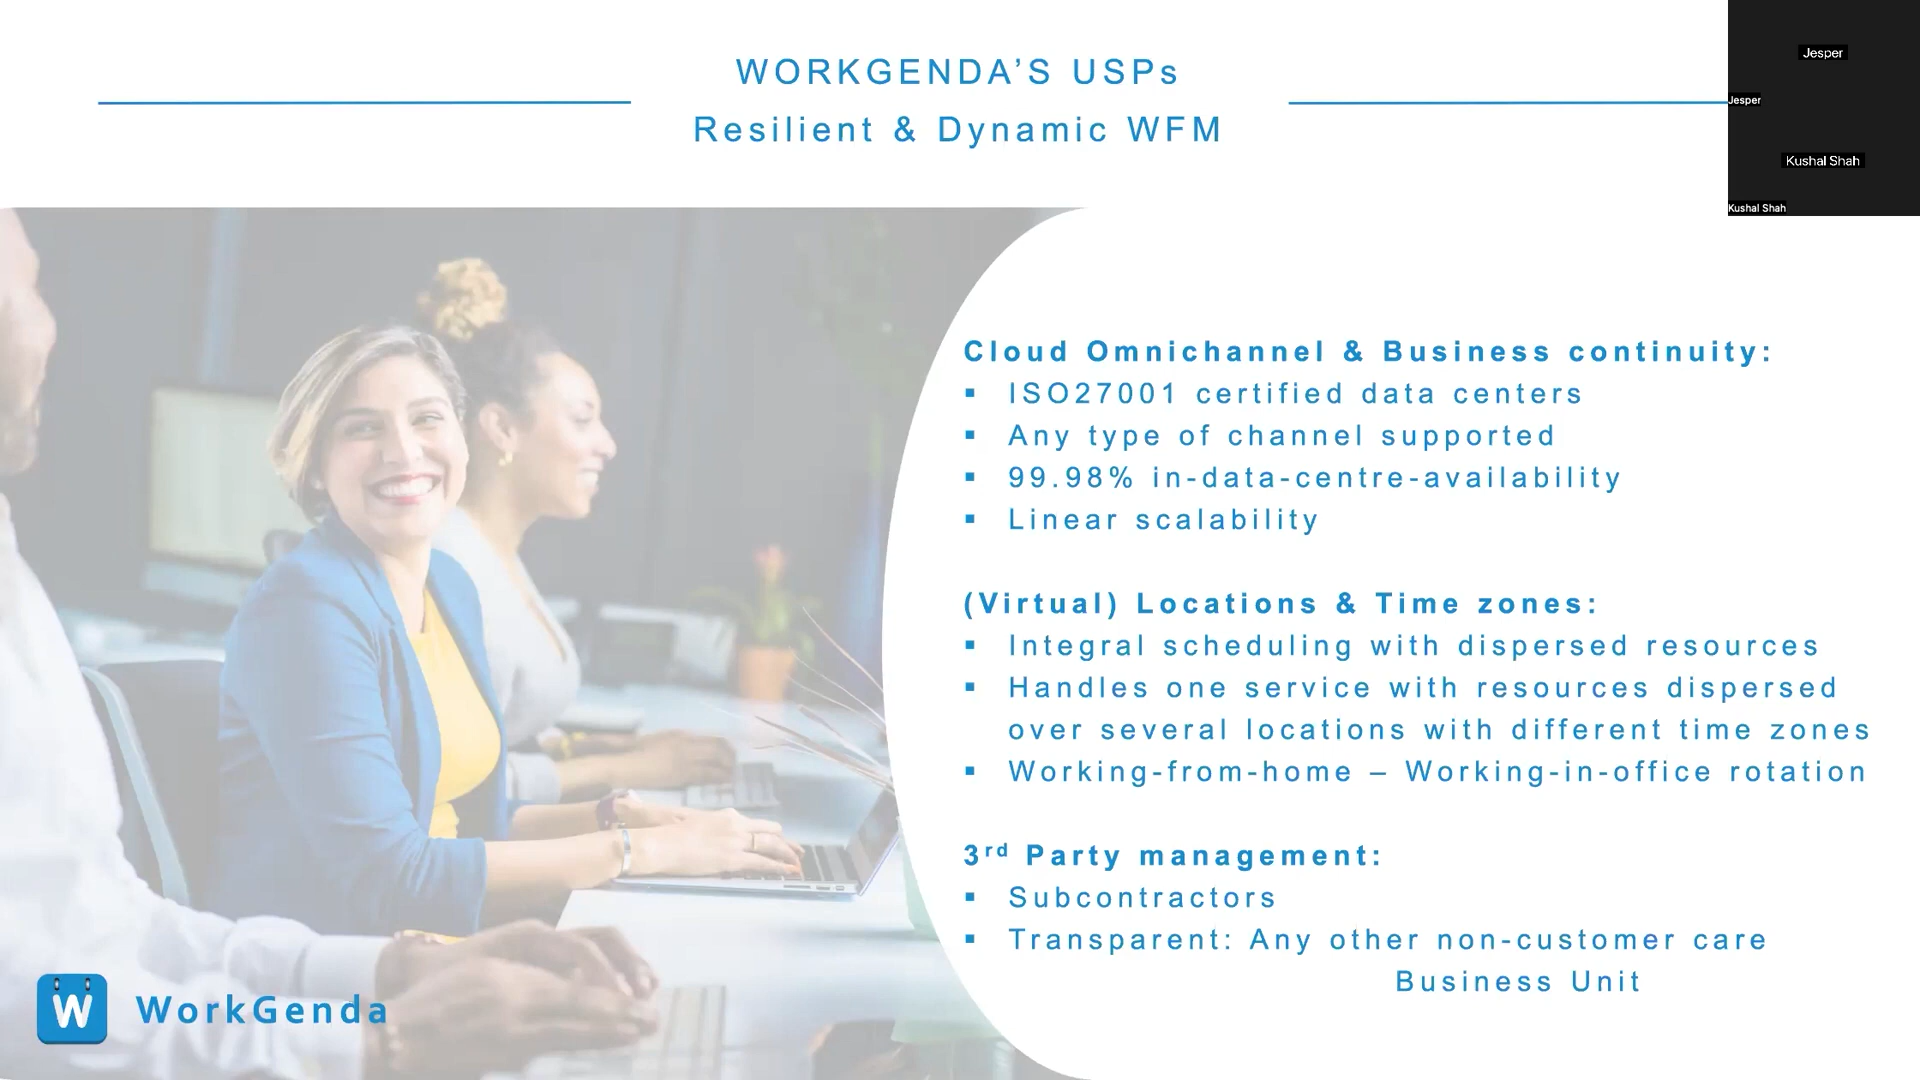 WORKGENDA’S USPs
Resilient & Dynamic WFM
Jesper
Jesper
Kushal Shah
Kushal Shah
Cloud Omnichannel & Business continuity:
▪ ISO27001 certified data centers
▪ Any type of channel supported
▪ 99.98% in-data-centre-availability
▪ Linear scalability
(Virtual) Locations & Time zones:
▪ Integral scheduling with dispersed resources
▪ Handles one service with resources dispersed
over several locations with different time zones
▪ Working-from-home – Working-in-office rotation
3rd Party management:
▪ Subcontractors
▪ Transparent: Any other non-customer care
Business Unit
W WorkGenda